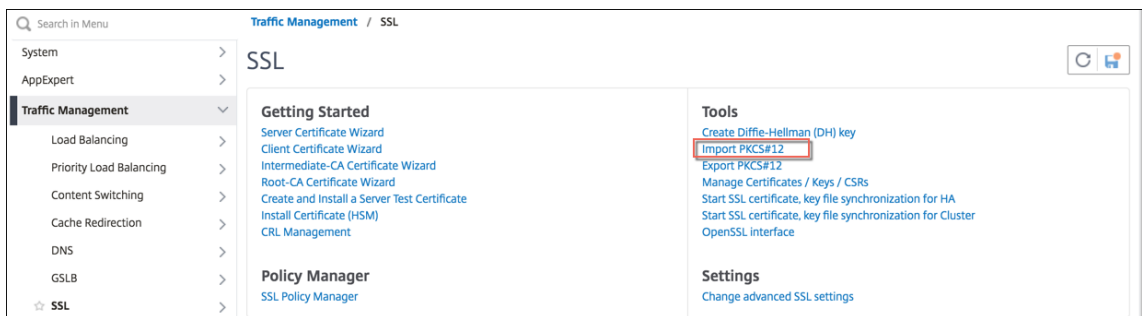 Search in Menu
System
AppExpert
Traffic Management
Load Balancing
Priority Load Balancing
Content Switching
Cache Redirection
DNS
GSLB
SSL
Traffic Management / SSL
SSL
Getting Started
Server Certificate Wizard
Client Certificate Wizard
Intermediate-CA Certificate Wizard
Root-CA Certificate Wizard
Create and Install a Server Test Certificate
Install Certificate (HSM)
CRL Management
Policy Manager
SSL Policy Manager
Tools
Create Diffie-Hellman (DH) key
Import PKCS#12
Export PKCS#12
Manage Certificates / Keys / CSRs
Start SSL certificate, key file synchronization for HA
Start SSL certificate, key file synchronization for Cluster
OpenSSL interface
Settings
Change advanced SSL settings